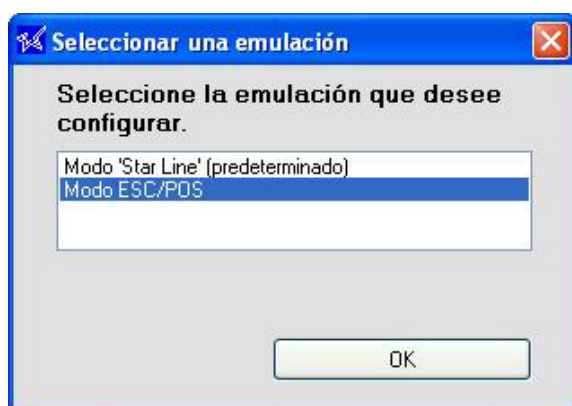 Seleccionar una emulación
Seleccione la emulación que desee
configurar.
Modo 'Star Line' (predeterminado)
Modo ESC/POS
OK